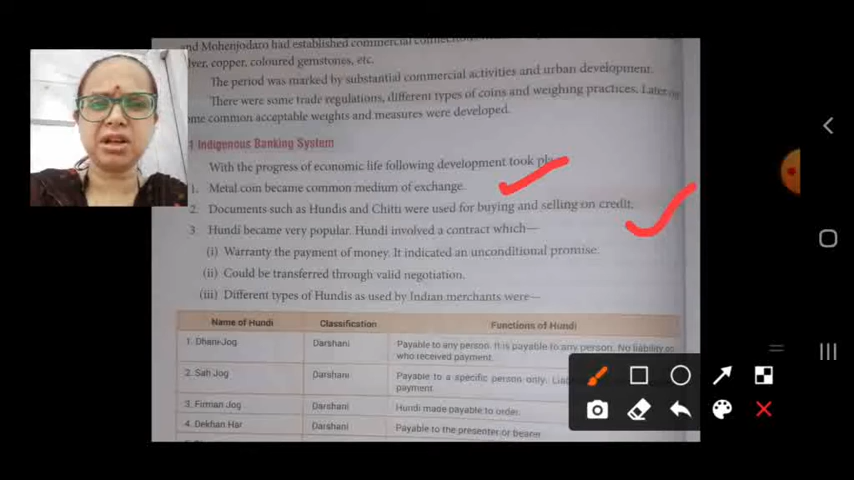 and Mohenjodaro had established commercial
lver, copper, coloured gemstones, etc.
The period was marked by substantial commercial activities and urban development.
There were some trade regulations, different types of coins and weighing practices. Later
me common acceptable weights and measures were developed.
1 Indigenous Banking System
With the progress of economic life following development took
1. Metal coin became common medium of exchange.
2. Documents such as Hundis and Chitti were used for buying and selling on credit.
3 Hundi became very popular. Hundi involved a contract which—
(i) Warranty the payment of money. It indicated an unconditional promise.
(ii) Could be transferred through valid negotiation.
(iii) Different types of Hundis as used by Indian merchants were—
Name of Hundi Classification Functions of Hundi
1. Dhani-Jog Darshani Payable to any person. It is payable to any person. No liability
who received payment.
2. Sah Jog Darshani Payable to a specific person only.
payment
3. Firman Jog Darshani Hundi made payable to order.
4. Dekhan Har Darshani Payable to the presenter or bearer